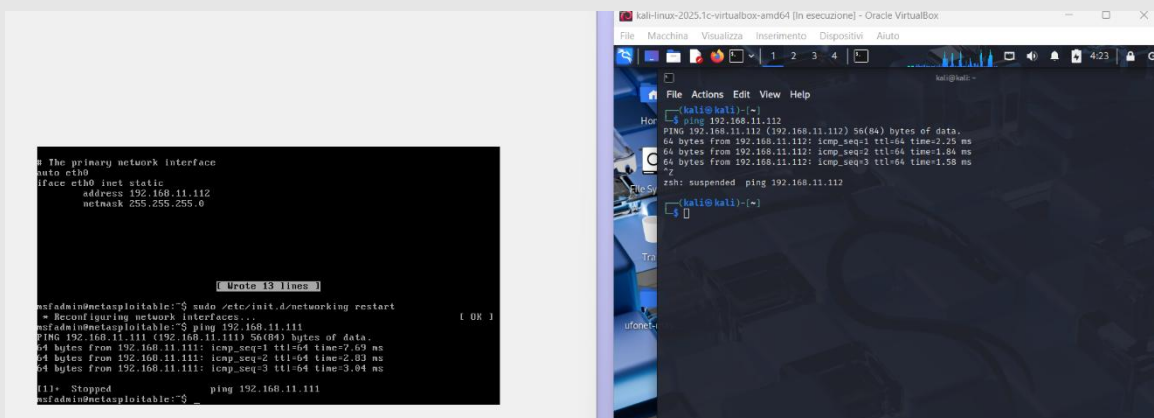 # The primary network interface
auto eth0
iface eth0 inet static
address 192.168.11.112
netmask 255.255.255.0
[ Wrote 13 lines ]
msfadmin@metasploitable:~$ sudo /etc/init.d/networking restart
* Reconfiguring network interfaces... [ OK ]
msfadmin@metasploitable:~$ ping 192.168.11.111
PING 192.168.11.111 (192.168.11.111) 56(84) bytes of data.
64 bytes from 192.168.11.111: icmp_seq=1 ttl=64 time=7.69 ms
64 bytes from 192.168.11.111: icmp_seq=2 ttl=64 time=2.83 ms
64 bytes from 192.168.11.111: icmp_seq=3 ttl=64 time=3.04 ms
[1]+ Stopped ping 192.168.11.111
msfadmin@metasploitable:~$ _
kali-linux-2025.1c-virtualbox-amd64 [In esecuzione] - Oracle VirtualBox
File Macchina Visualizza Inserimento Dispositivi Aiuto
1 2 3 4 4:23
kali@kali: ~
File Actions Edit View Help
(kali㉿kali)-[~]
$ ping 192.168.11.112
PING 192.168.11.112 (192.168.11.112) 56(84) bytes of data.
64 bytes from 192.168.11.112: icmp_seq=1 ttl=64 time=2.25 ms
64 bytes from 192.168.11.112: icmp_seq=2 ttl=64 time=1.84 ms
64 bytes from 192.168.11.112: icmp_seq=3 ttl=64 time=1.58 ms
^Z
zsh: suspended ping 192.168.11.112
(kali㉿kali)-[~]
$
Hor
File Sy
Tra
ufonet-